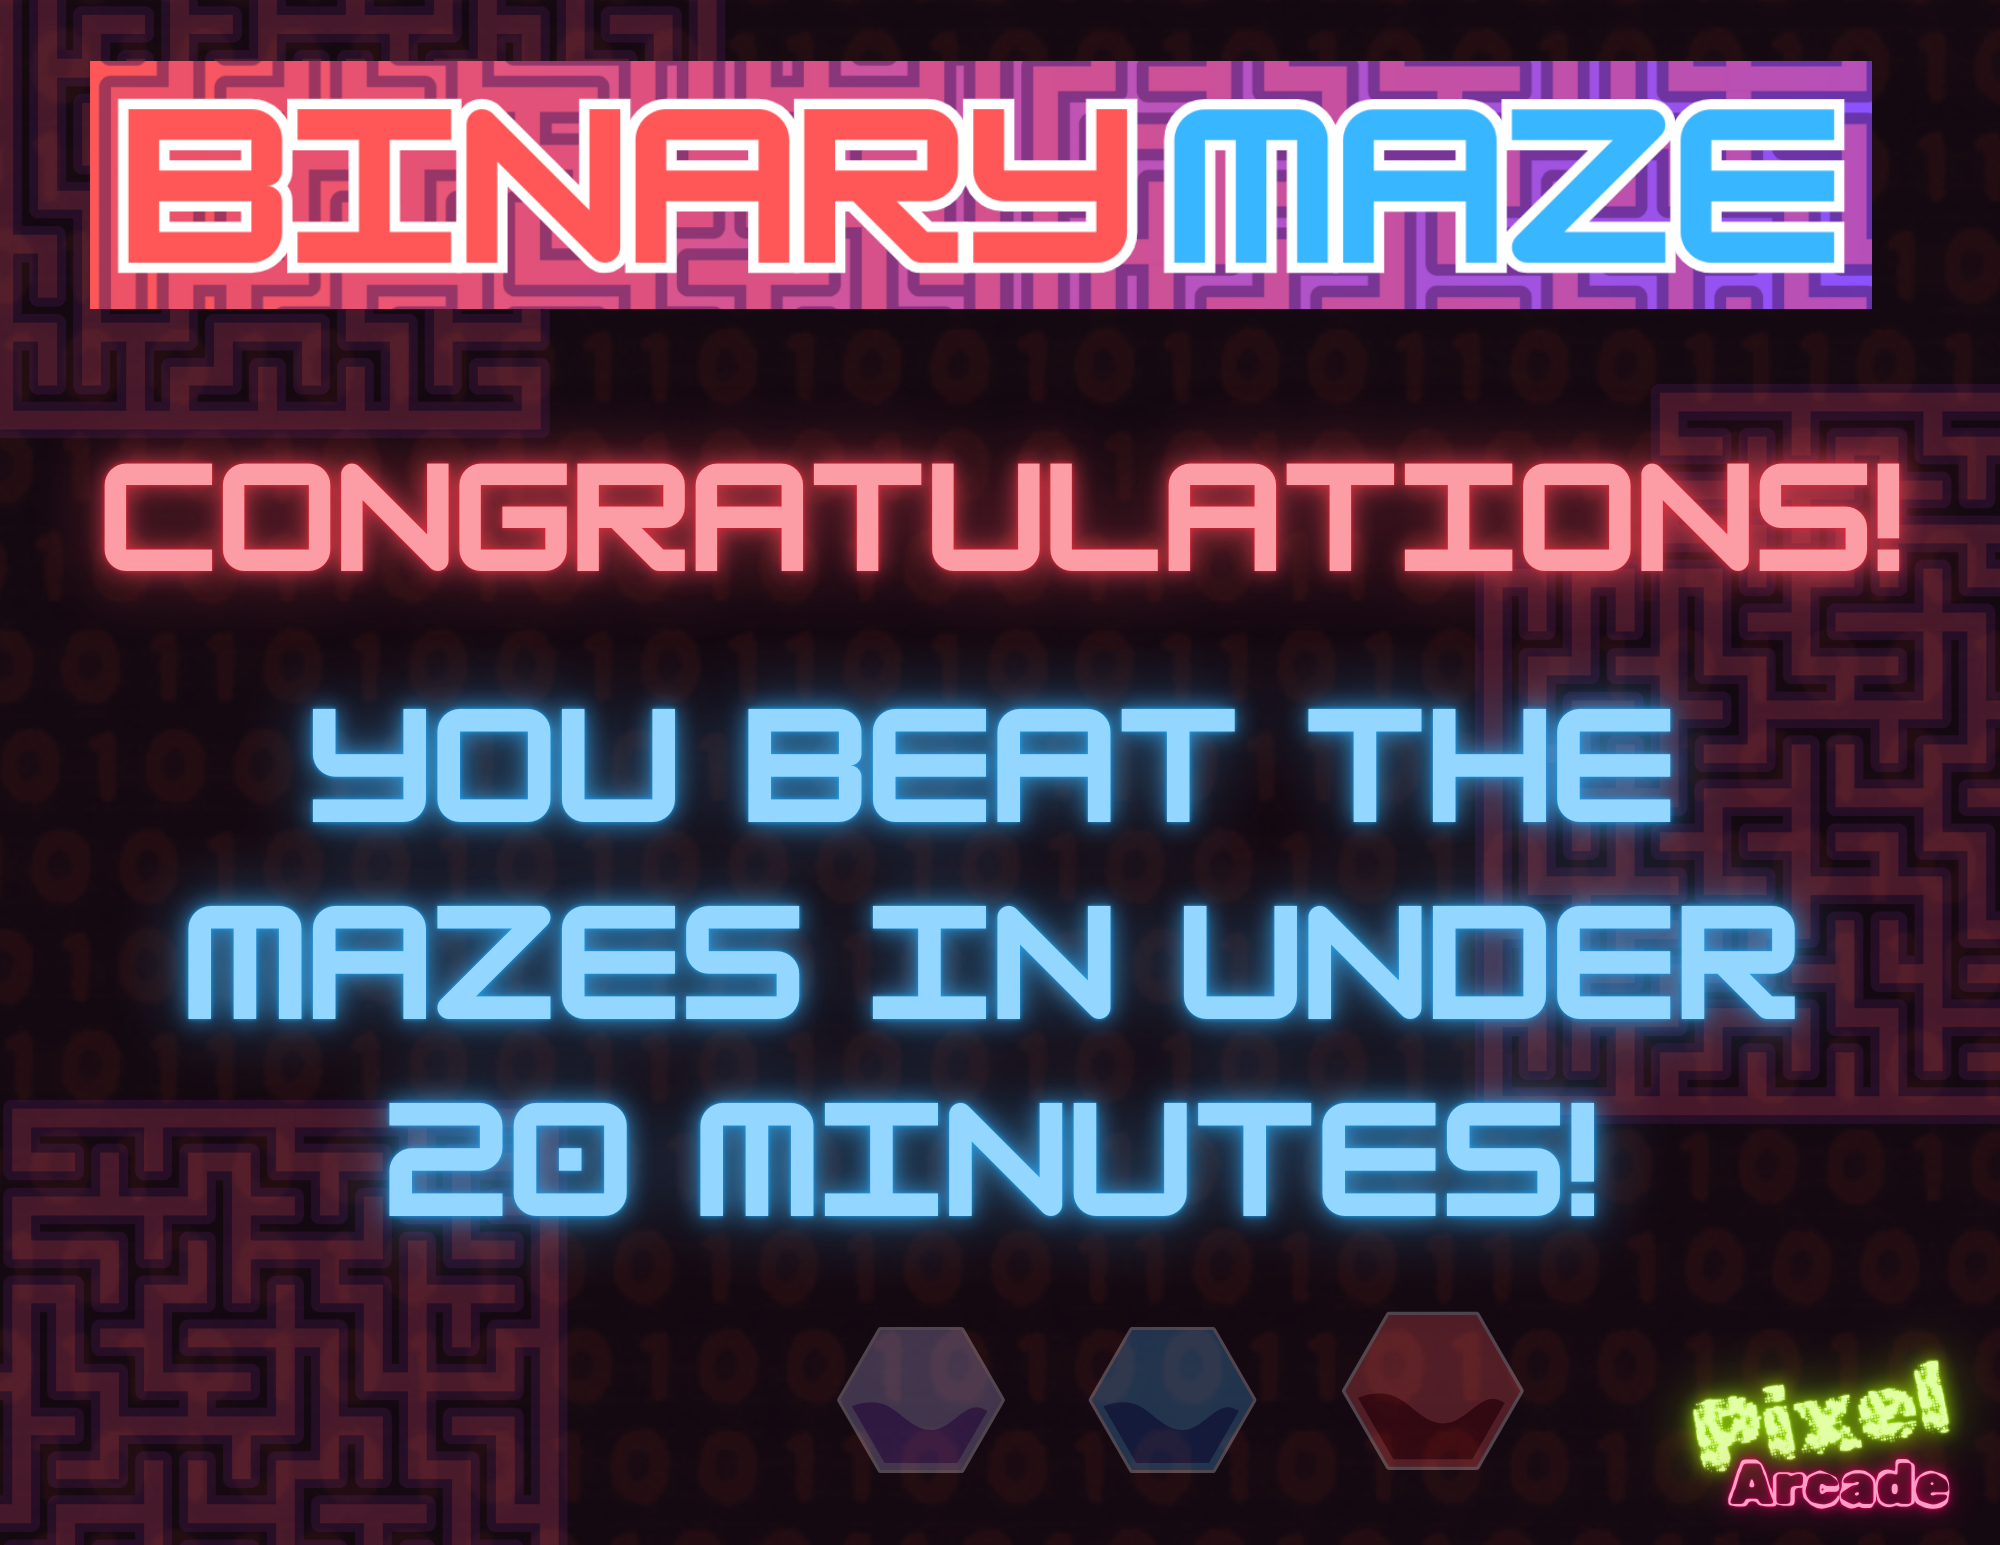 BINARY MAZE
CONGRATULATIONS!
YOU BEAT THE
MAZES IN UNDER
20 MINUTES!
pixel
Arcade